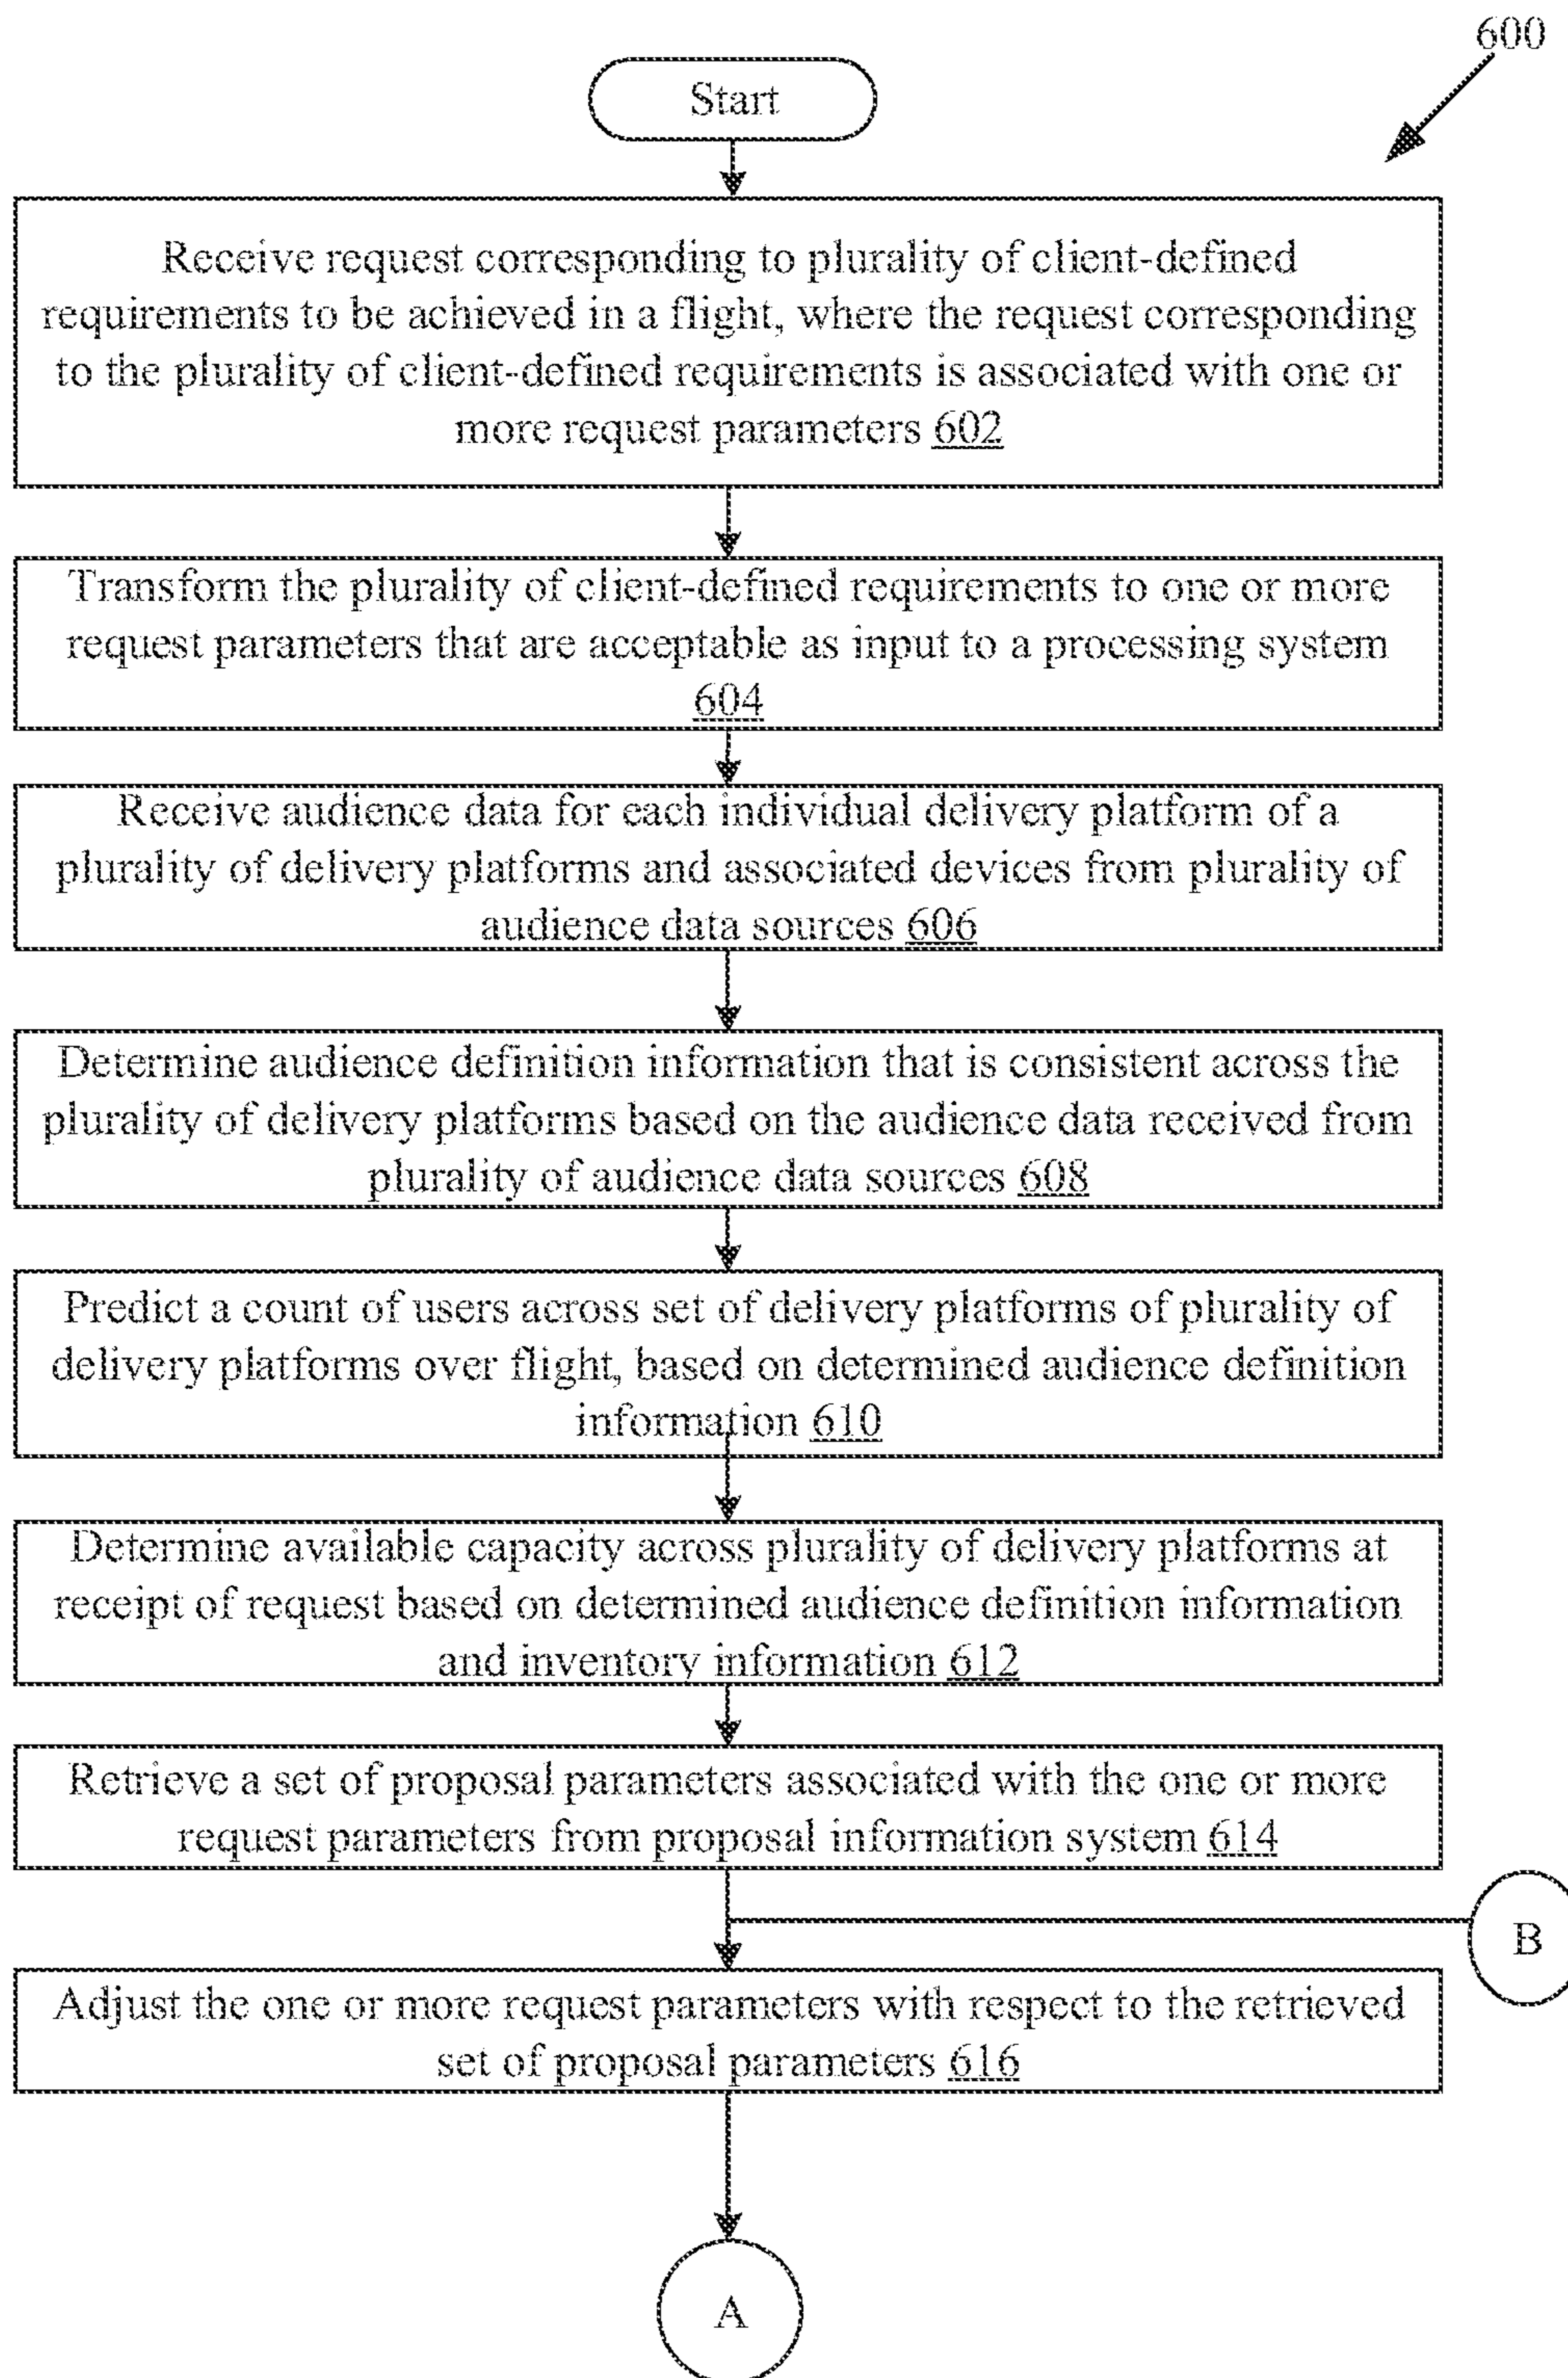 600
Start
Receive request corresponding to plurality of client-defined
requirements to be achieved in a flight, where the request corresponding
to the plurality of client-defined requirements is associated with one or
more request parameters 602
Transform the plurality of client-defined requirements to one or more
request parameters that are acceptable as input to a processing system
604
Receive audience data for each individual delivery platform of a
plurality of delivery platforms and associated devices from plurality of
audience data sources 606
Determine audience definition information that is consistent across the
plurality of delivery platforms based on the audience data received from
plurality of audience data sources 608
Predict a count of users across set of delivery platforms of plurality of
delivery platforms over flight, based on determined audience definition
information 610
Determine available capacity across plurality of delivery platforms at
receipt of request based on determined audience definition information
and inventory information 612
Retrieve a set of proposal parameters associated with the one or more
request parameters from proposal information system 614
B
Adjust the one or more request parameters with respect to the retrieved
set of proposal parameters 616
A